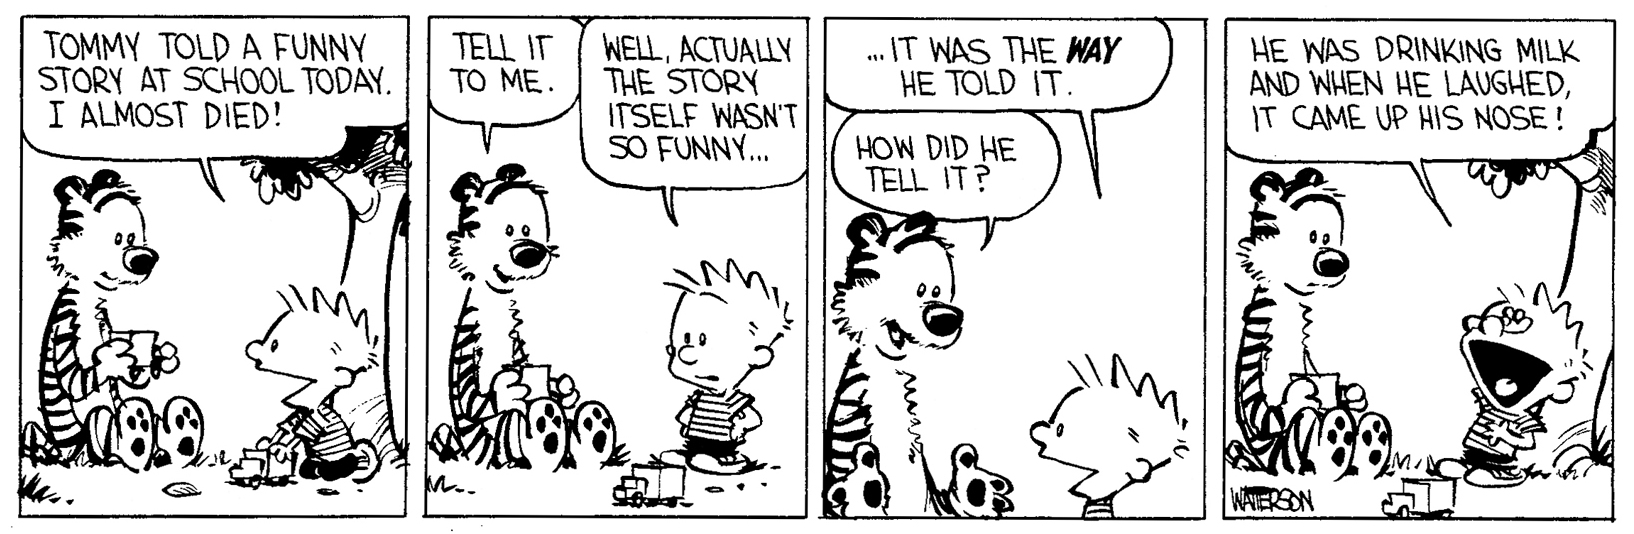 TOMMY TOLD A FUNNY
STORY AT SCHOOL TODAY.
I ALMOST DIED!
TELL IT
TO ME.
WELL, ACTUALLY
THE STORY
ITSELF WASN'T
SO FUNNY...
...IT WAS THE WAY
HE TOLD IT.
HOW DID HE
TELL IT?
HE WAS DRINKING MILK
AND WHEN HE LAUGHED,
IT CAME UP HIS NOSE!
WATTERSON